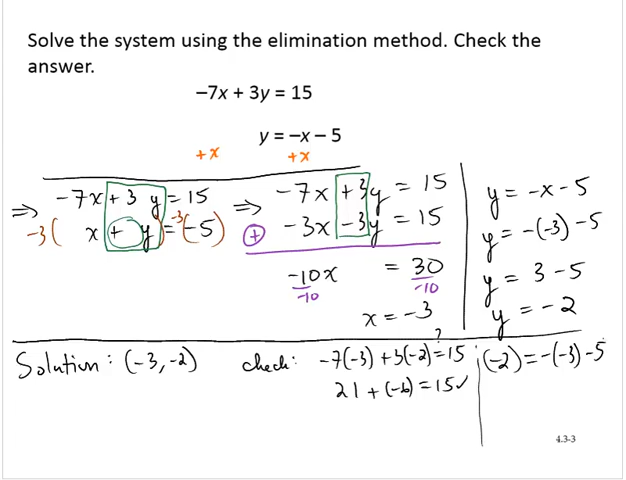 Solve the system using the elimination method. Check the
answer.
–7x + 3y = 15
y = –x – 5
+x +x
⇒ -7x + 3 y = 15
-3( x + y) = -3(-5)
⇒ -7x + 3y = 15
⊕ -3x - 3y = 15
-10x = 30
-10 -10
x = -3
y = -x - 5
y = -(-3) - 5
y = 3 - 5
y = -2
Solution: (-3, -2)
check: -7(-3) + 3(-2) = 15 ?
21 + (-6) = 15 ✓
(-2) = -(-3) - 5
4.3-3